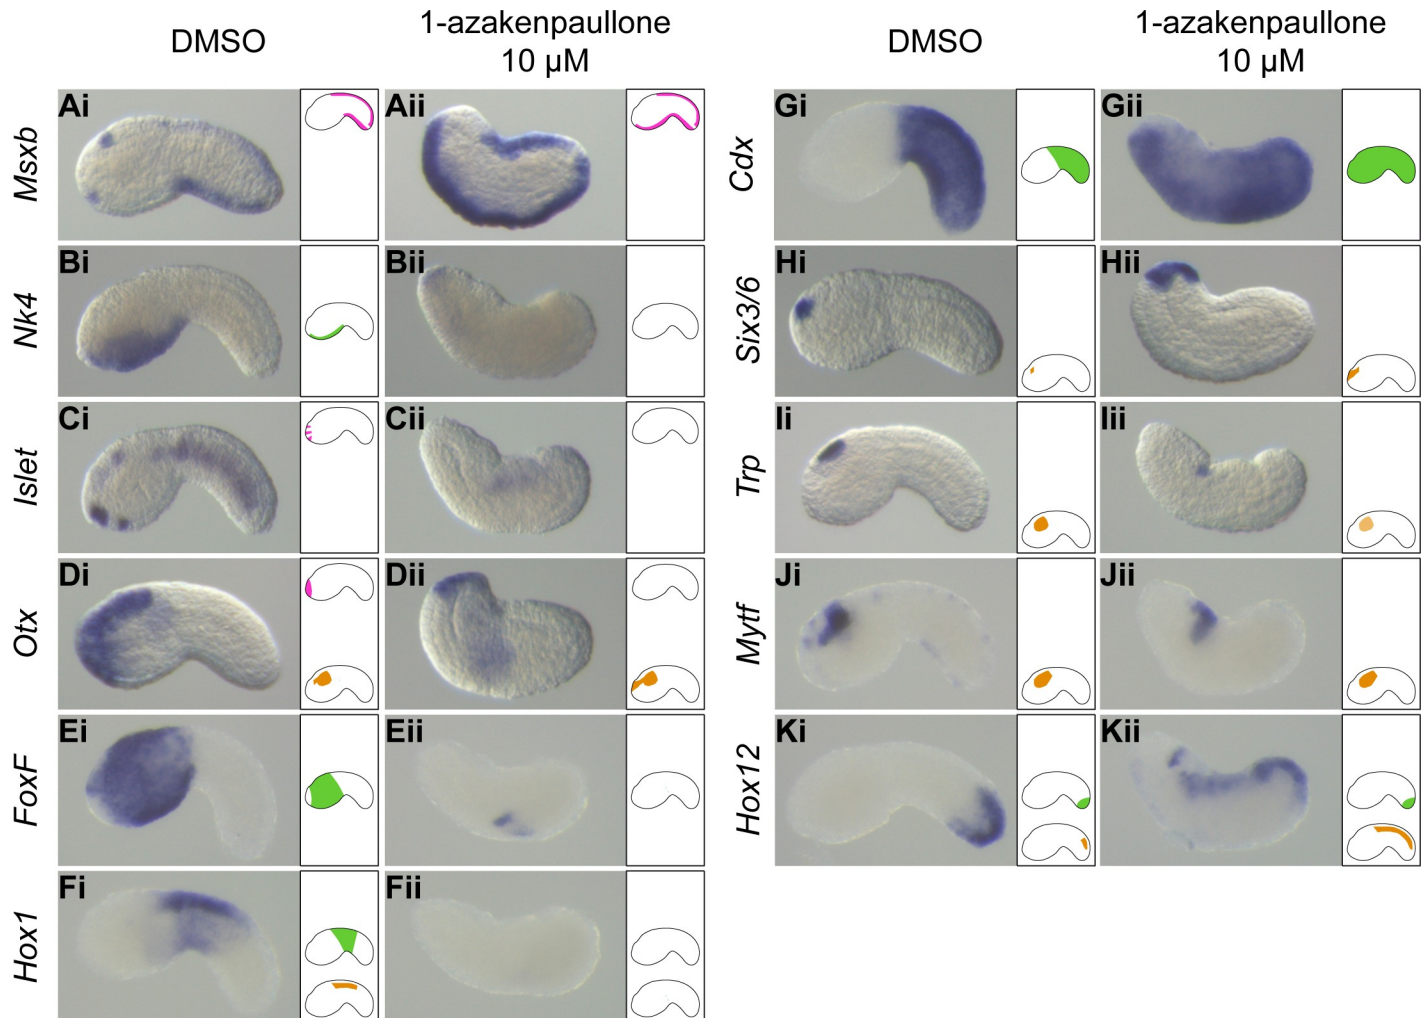 DMSO
1-azakenpaullone
10 µM
DMSO
1-azakenpaullone
10 µM
Msxb
Ai
Aii
Nk4
Bi
Bii
Islet
Ci
Cii
Otx
Di
Dii
FoxF
Ei
Eii
Hox1
Fi
Fii
Cdx
Gi
Gii
Six3/6
Hi
Hii
Trp
Ii
Iii
Mytf
Ji
Jii
Hox12
Ki
Kii